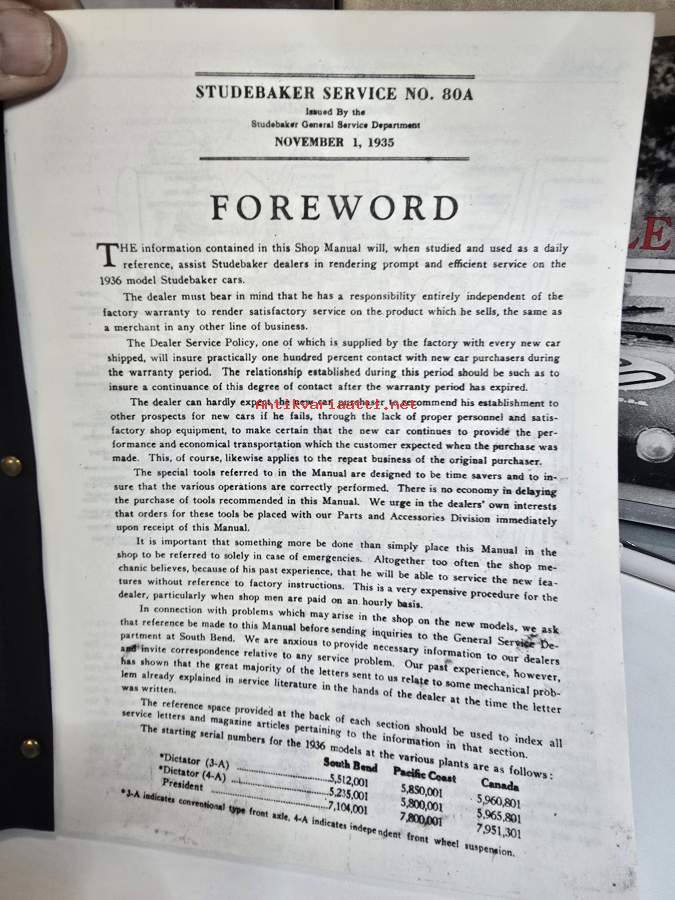 STUDEBAKER SERVICE NO. 80A
Issued By the
Studebaker General Service Department
NOVEMBER 1, 1935
FOREWORD
THE information contained in this Shop Manual will, when studied and used as a daily
reference, assist Studebaker dealers in rendering prompt and efficient service on the
1936 model Studebaker cars.
The dealer must bear in mind that he has a responsibility entirely independent of the
factory warranty to render satisfactory service on the product which he sells, the same as
a merchant in any other line of business.
The Dealer Service Policy, one of which is supplied by the factory with every new car
shipped, will insure practically one hundred percent contact with new car purchasers during
the warranty period. The relationship established during this period should be such as to
insure a continuance of this degree of contact after the warranty period has expired.
The dealer can hardly expect the new car purchaser to recommend his establishment to
Antikvariaatti.net
other prospects for new cars if he fails, through the lack of proper personnel and satis-
factory shop equipment, to make certain that the new car continues to provide the per-
formance and economical transportation which the customer expected when the purchase was
made. This, of course, likewise applies to the repeat business of the original purchaser.
The special tools referred to in the Manual are designed to be time savers and to in-
sure that the various operations are correctly performed. There is no economy in delaying
the purchase of tools recommended in this Manual. We urge in the dealers' own interests
that orders for these tools be placed with our Parts and Accessories Division immediately
upon receipt of this Manual.
It is important that something more be done than simply place this Manual in the
shop to be referred to solely in case of emergencies. Altogether too often the shop me-
chanic believes, because of his past experience, that he will be able to service the new fea-
tures without reference to factory instructions. This is a very expensive procedure for the
dealer, particularly when shop men are paid on an hourly basis.
In connection with problems which may arise in the shop on the new models, we ask
that reference be made to this Manual before sending inquiries to the General Service De-
partment at South Bend. We are anxious to provide necessary information to our dealers
and invite correspondence relative to any service problem. Our past experience, however,
has shown that the great majority of the letters sent to us relate to some mechanical prob-
lem already explained in service literature in the hands of the dealer at the time the letter
was written.
The reference space provided at the back of each section should be used to index all
service letters and magazine articles pertaining to the information in that section.
The starting serial numbers for the 1936 models at the various plants are as follows:
South Bend Pacific Coast Canada
*Dictator (3-A) 5,512,001 5,850,001 5,960,801
*Dictator (4-A) 5,235,001 5,800,001 5,965,801
President 7,104,001 7,800,001 7,951,301
*3-A indicates conventional type front axle, 4-A indicates independent front wheel suspension.
LE